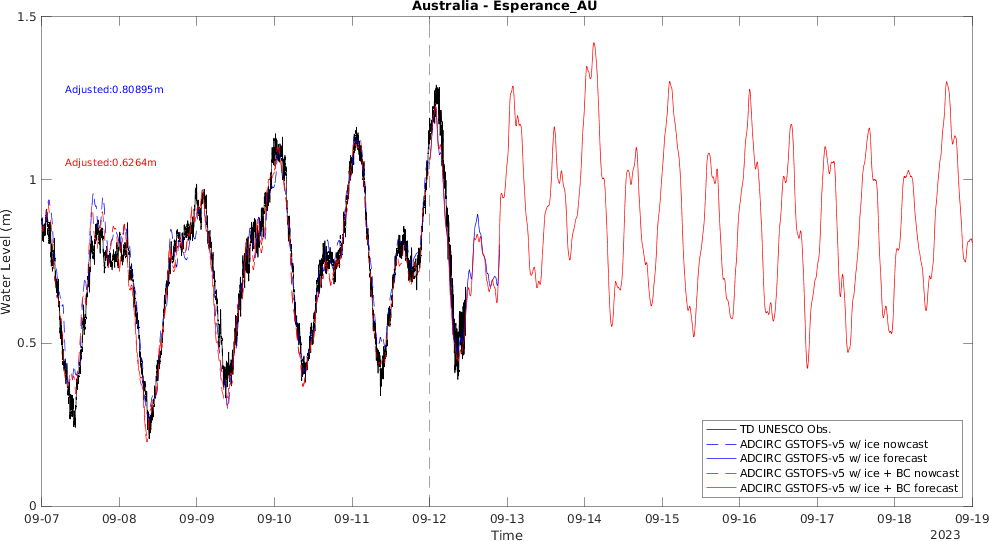 Australia - Esperance_AU
1.5
Adjusted:0.80895m
Adjusted:0.6264m
1
Water Level (m)
0.5
TD UNESCO Obs.
ADCIRC GSTOFS-v5 w/ ice nowcast
ADCIRC GSTOFS-v5 w/ ice forecast
ADCIRC GSTOFS-v5 w/ ice + BC nowcast
ADCIRC GSTOFS-v5 w/ ice + BC forecast
0
09-07 09-08 09-09 09-10 09-11 09-12 09-13 09-14 09-15 09-16 09-17 09-18 09-19
Time
2023